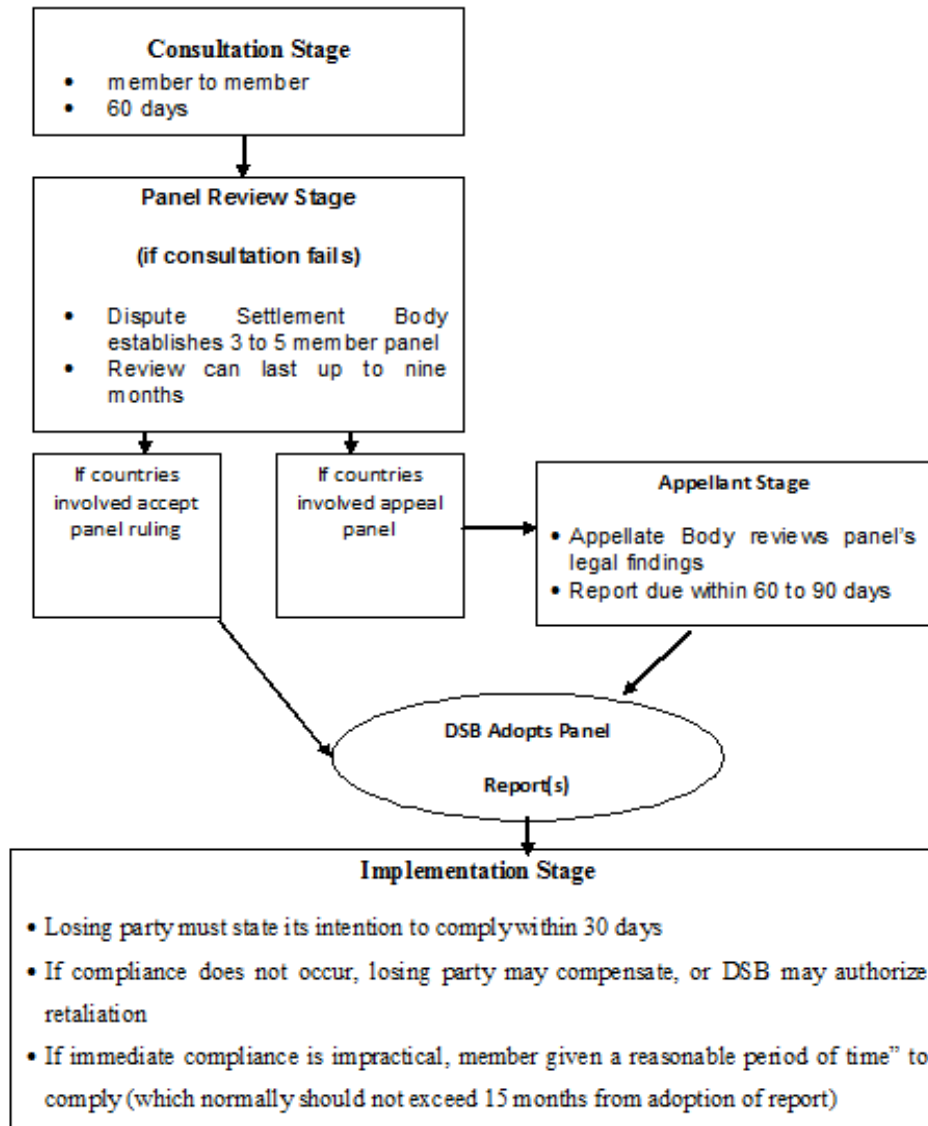 Consultation Stage
• member to member
• 60 days
Panel Review Stage
(if consultation fails)
• Dispute Settlement Body
establishes 3 to 5 member panel
• Review can last up to nine
months
If countries
involved accept
panel ruling
If countries
involved appeal
panel
Appellant Stage
• Appellate Body reviews panel's
legal findings
• Report due within 60 to 90 days
DSB Adopts Panel
Report(s)
Implementation Stage
• Losing party must state its intention to comply within 30 days
• If compliance does not occur, losing party may compensate, or DSB may authorize
retaliation
• If immediate compliance is impractical, member given a reasonable period of time” to
comply (which normally should not exceed 15 months from adoption of report)